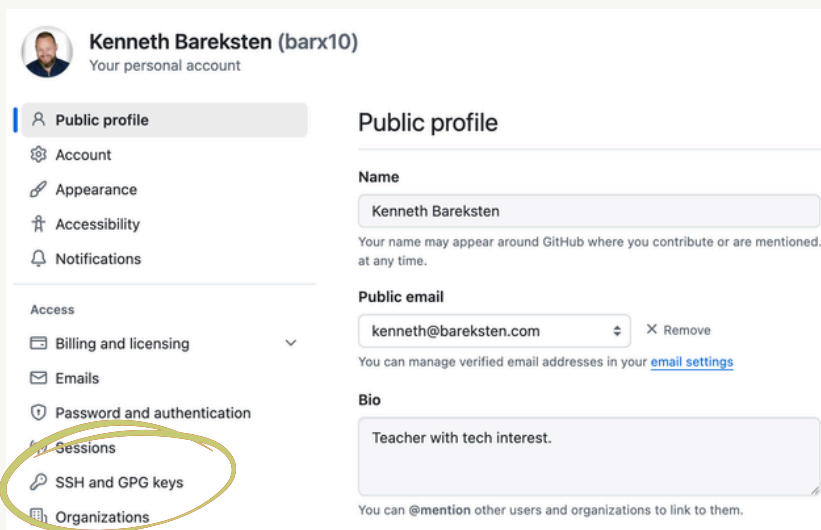 Kenneth Bareksten (barx10)
Your personal account
Public profile
Account
Appearance
Accessibility
Notifications
Access
Billing and licensing
Emails
Password and authentication
Sessions
SSH and GPG keys
Organizations
Public profile
Name
Kenneth Bareksten
Your name may appear around GitHub where you contribute or are mentioned.
at any time.
Public email
kenneth@bareksten.com
Remove
You can manage verified email addresses in your email settings
Bio
Teacher with tech interest.
You can @mention other users and organizations to link to them.